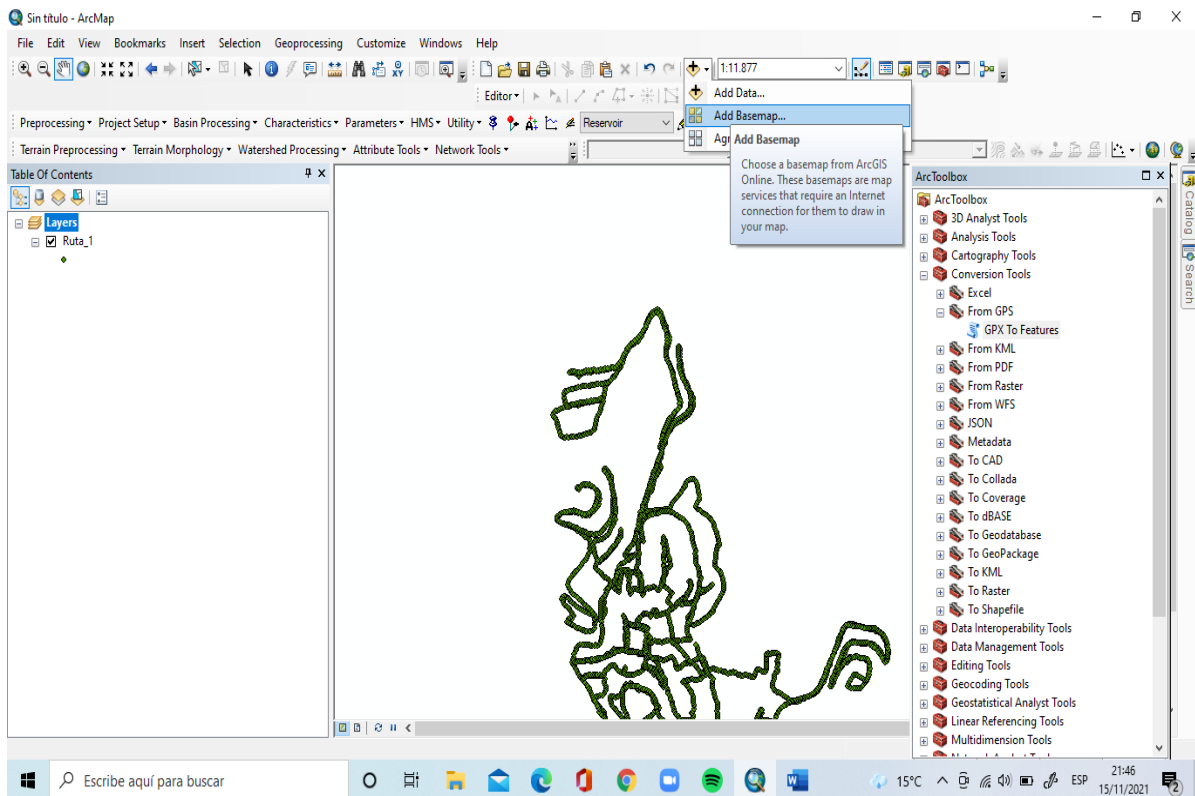 Sin título - ArcMap
File Edit View Bookmarks Insert Selection Geoprocessing Customize Windows Help
1:11.877
Editor
Add Data...
Add Basemap...
Add Basemap
Choose a basemap from ArcGIS
Online. These basemaps are map
services that require an Internet
connection for them to draw in
your map.
Preprocessing Project Setup Basin Processing Characteristics Parameters HMS Utility Reservoir
Terrain Preprocessing Terrain Morphology Watershed Processing Attribute Tools Network Tools
Table Of Contents
Layers
Ruta_1
ArcToolbox
ArcToolbox
3D Analyst Tools
Analysis Tools
Cartography Tools
Conversion Tools
Excel
From GPS
GPX To Features
From KML
From PDF
From Raster
From WFS
JSON
Metadata
To CAD
To Collada
To Coverage
To dBASE
To Geodatabase
To GeoPackage
To KML
To Raster
To Shapefile
Data Interoperability Tools
Data Management Tools
Editing Tools
Geocoding Tools
Geostatistical Analyst Tools
Linear Referencing Tools
Multidimension Tools
Catalog
Search
Escribe aquí para buscar
15°C
ESP
21:46
15/11/2021
2